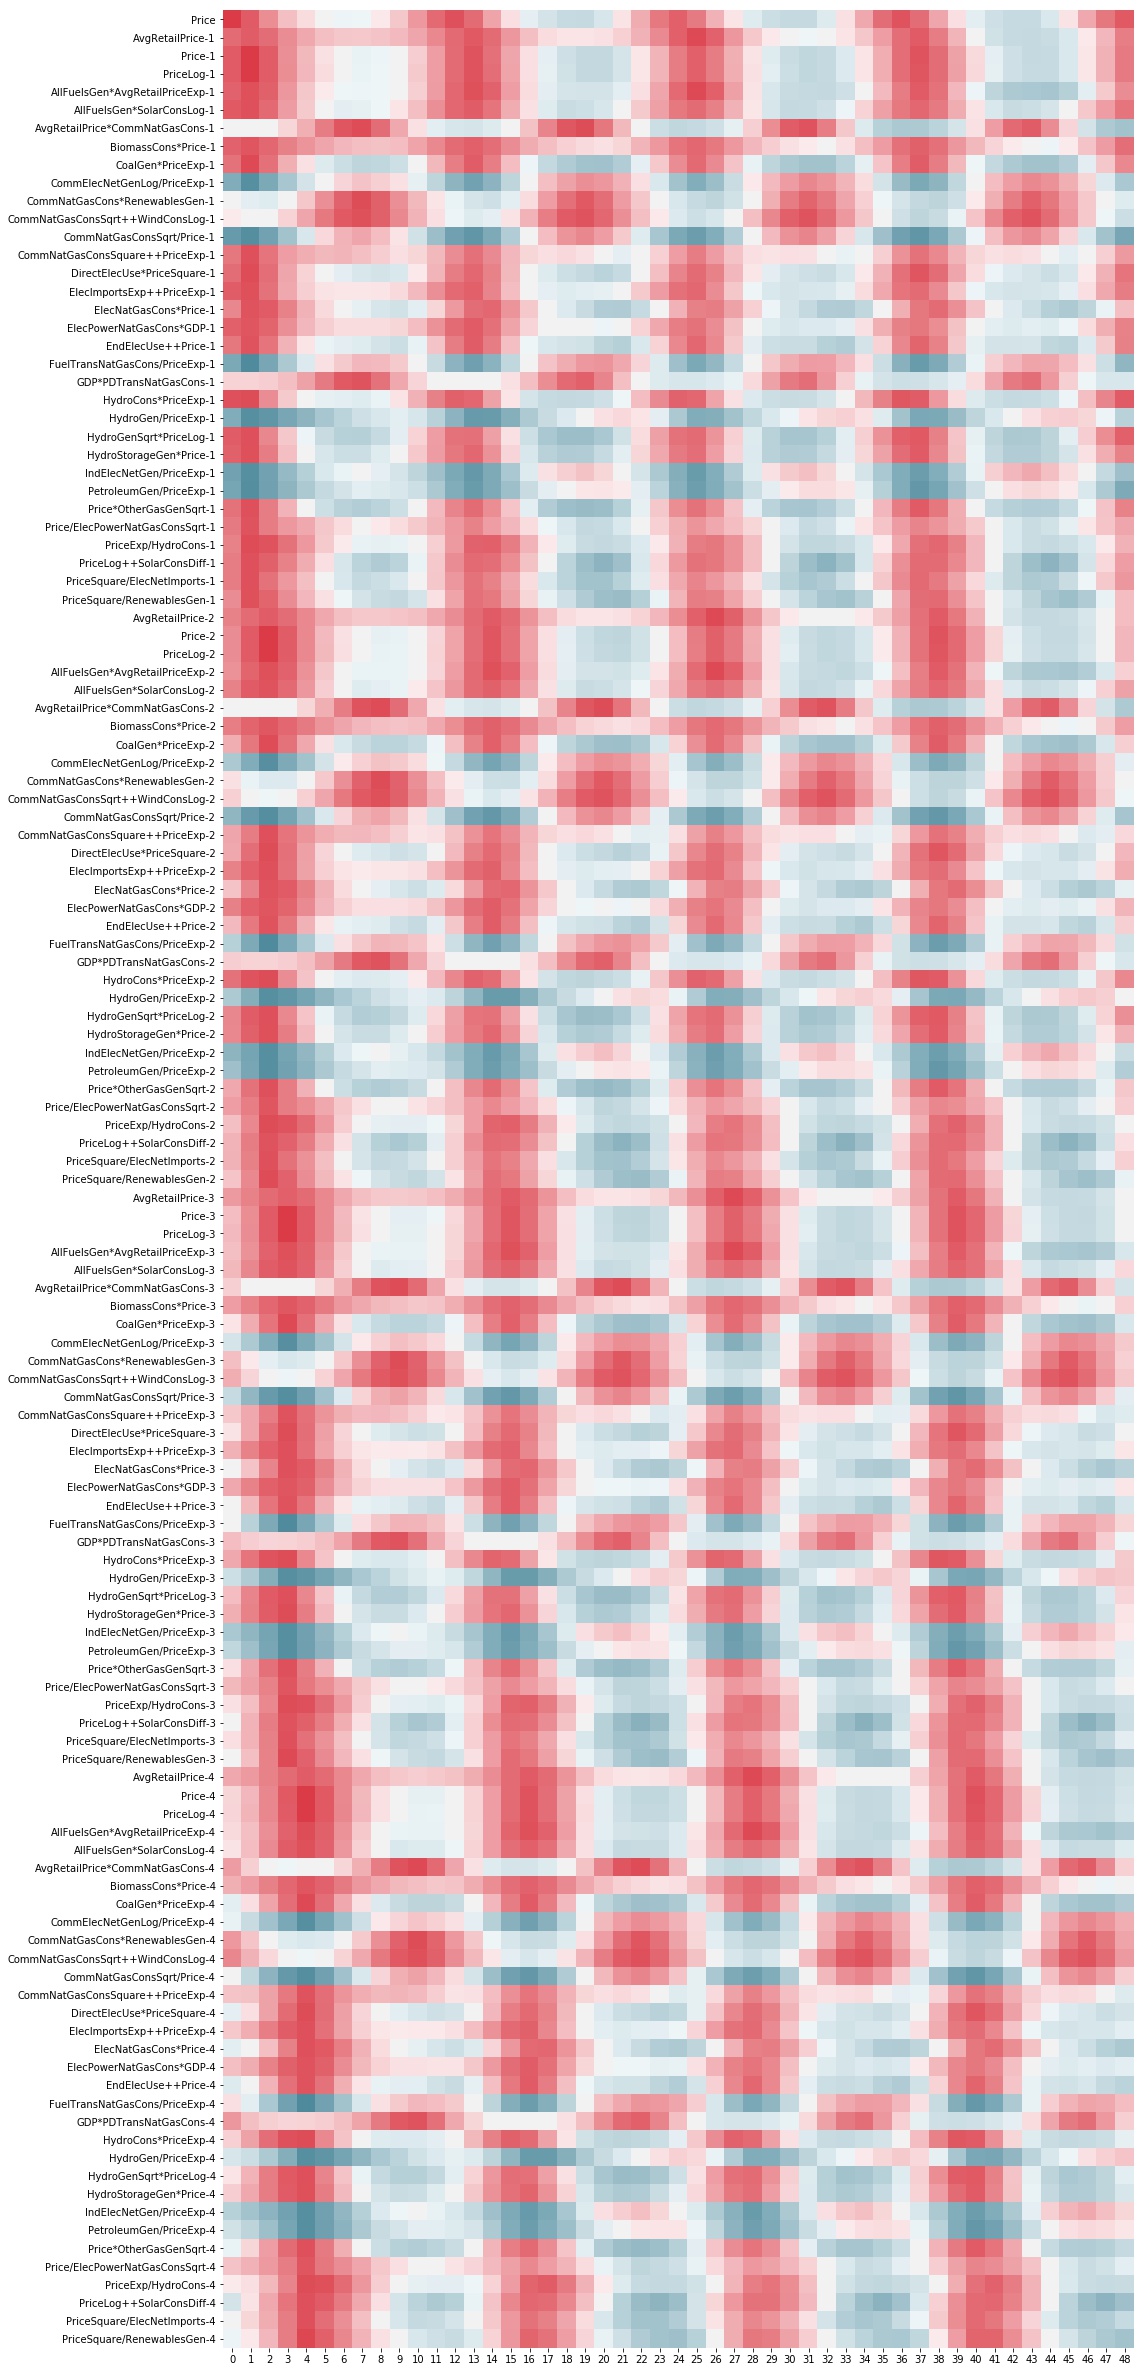 Price
AvgRetailPrice-1
Price-1
PriceLog-1
AllFuelsGen*AvgRetailPriceExp-1
AllFuelsGen*SolarConsLog-1
AvgRetailPrice*CommNatGasCons-1
BiomassCons*Price-1
CoalGen*PriceExp-1
CommElecNetGenLog/PriceExp-1
CommNatGasCons*RenewablesGen-1
CommNatGasConsSqrt++WindConsLog-1
CommNatGasConsSqrt/Price-1
CommNatGasConsSquare++PriceExp-1
DirectElecUse*PriceSquare-1
ElecImportsExp++PriceExp-1
ElecNatGasCons*Price-1
ElecPowerNatGasCons*GDP-1
EndElecUse++Price-1
FuelTransNatGasCons/PriceExp-1
GDP*PDTransNatGasCons-1
HydroCons*PriceExp-1
HydroGen/PriceExp-1
HydroGenSqrt*PriceLog-1
HydroStorageGen*Price-1
IndElecNetGen/PriceExp-1
PetroleumGen/PriceExp-1
Price*OtherGasGenSqrt-1
Price/ElecPowerNatGasConsSqrt-1
PriceExp/HydroCons-1
PriceLog++SolarConsDiff-1
PriceSquare/ElecNetImports-1
PriceSquare/RenewablesGen-1
AvgRetailPrice-2
Price-2
PriceLog-2
AllFuelsGen*AvgRetailPriceExp-2
AllFuelsGen*SolarConsLog-2
AvgRetailPrice*CommNatGasCons-2
BiomassCons*Price-2
CoalGen*PriceExp-2
CommElecNetGenLog/PriceExp-2
CommNatGasCons*RenewablesGen-2
CommNatGasConsSqrt++WindConsLog-2
CommNatGasConsSqrt/Price-2
CommNatGasConsSquare++PriceExp-2
DirectElecUse*PriceSquare-2
ElecImportsExp++PriceExp-2
ElecNatGasCons*Price-2
ElecPowerNatGasCons*GDP-2
EndElecUse++Price-2
FuelTransNatGasCons/PriceExp-2
GDP*PDTransNatGasCons-2
HydroCons*PriceExp-2
HydroGen/PriceExp-2
HydroGenSqrt*PriceLog-2
HydroStorageGen*Price-2
IndElecNetGen/PriceExp-2
PetroleumGen/PriceExp-2
Price*OtherGasGenSqrt-2
Price/ElecPowerNatGasConsSqrt-2
PriceExp/HydroCons-2
PriceLog++SolarConsDiff-2
PriceSquare/ElecNetImports-2
PriceSquare/RenewablesGen-2
AvgRetailPrice-3
Price-3
PriceLog-3
AllFuelsGen*AvgRetailPriceExp-3
AllFuelsGen*SolarConsLog-3
AvgRetailPrice*CommNatGasCons-3
BiomassCons*Price-3
CoalGen*PriceExp-3
CommElecNetGenLog/PriceExp-3
CommNatGasCons*RenewablesGen-3
CommNatGasConsSqrt++WindConsLog-3
CommNatGasConsSqrt/Price-3
CommNatGasConsSquare++PriceExp-3
DirectElecUse*PriceSquare-3
ElecImportsExp++PriceExp-3
ElecNatGasCons*Price-3
ElecPowerNatGasCons*GDP-3
EndElecUse++Price-3
FuelTransNatGasCons/PriceExp-3
GDP*PDTransNatGasCons-3
HydroCons*PriceExp-3
HydroGen/PriceExp-3
HydroGenSqrt*PriceLog-3
HydroStorageGen*Price-3
IndElecNetGen/PriceExp-3
PetroleumGen/PriceExp-3
Price*OtherGasGenSqrt-3
Price/ElecPowerNatGasConsSqrt-3
PriceExp/HydroCons-3
PriceLog++SolarConsDiff-3
PriceSquare/ElecNetImports-3
PriceSquare/RenewablesGen-3
AvgRetailPrice-4
Price-4
PriceLog-4
AllFuelsGen*AvgRetailPriceExp-4
AllFuelsGen*SolarConsLog-4
AvgRetailPrice*CommNatGasCons-4
BiomassCons*Price-4
CoalGen*PriceExp-4
CommElecNetGenLog/PriceExp-4
CommNatGasCons*RenewablesGen-4
CommNatGasConsSqrt++WindConsLog-4
CommNatGasConsSqrt/Price-4
CommNatGasConsSquare++PriceExp-4
DirectElecUse*PriceSquare-4
ElecImportsExp++PriceExp-4
ElecNatGasCons*Price-4
ElecPowerNatGasCons*GDP-4
EndElecUse++Price-4
FuelTransNatGasCons/PriceExp-4
GDP*PDTransNatGasCons-4
HydroCons*PriceExp-4
HydroGen/PriceExp-4
HydroGenSqrt*PriceLog-4
HydroStorageGen*Price-4
IndElecNetGen/PriceExp-4
PetroleumGen/PriceExp-4
Price*OtherGasGenSqrt-4
Price/ElecPowerNatGasConsSqrt-4
PriceExp/HydroCons-4
PriceLog++SolarConsDiff-4
PriceSquare/ElecNetImports-4
PriceSquare/RenewablesGen-4
0 1 2 3 4 5 6 7 8 9 10 11 12 13 14 15 16 17 18 19 20 21 22 23 24 25 26 27 28 29 30 31 32 33 34 35 36 37 38 39 40 41 42 43 44 45 46 47 48